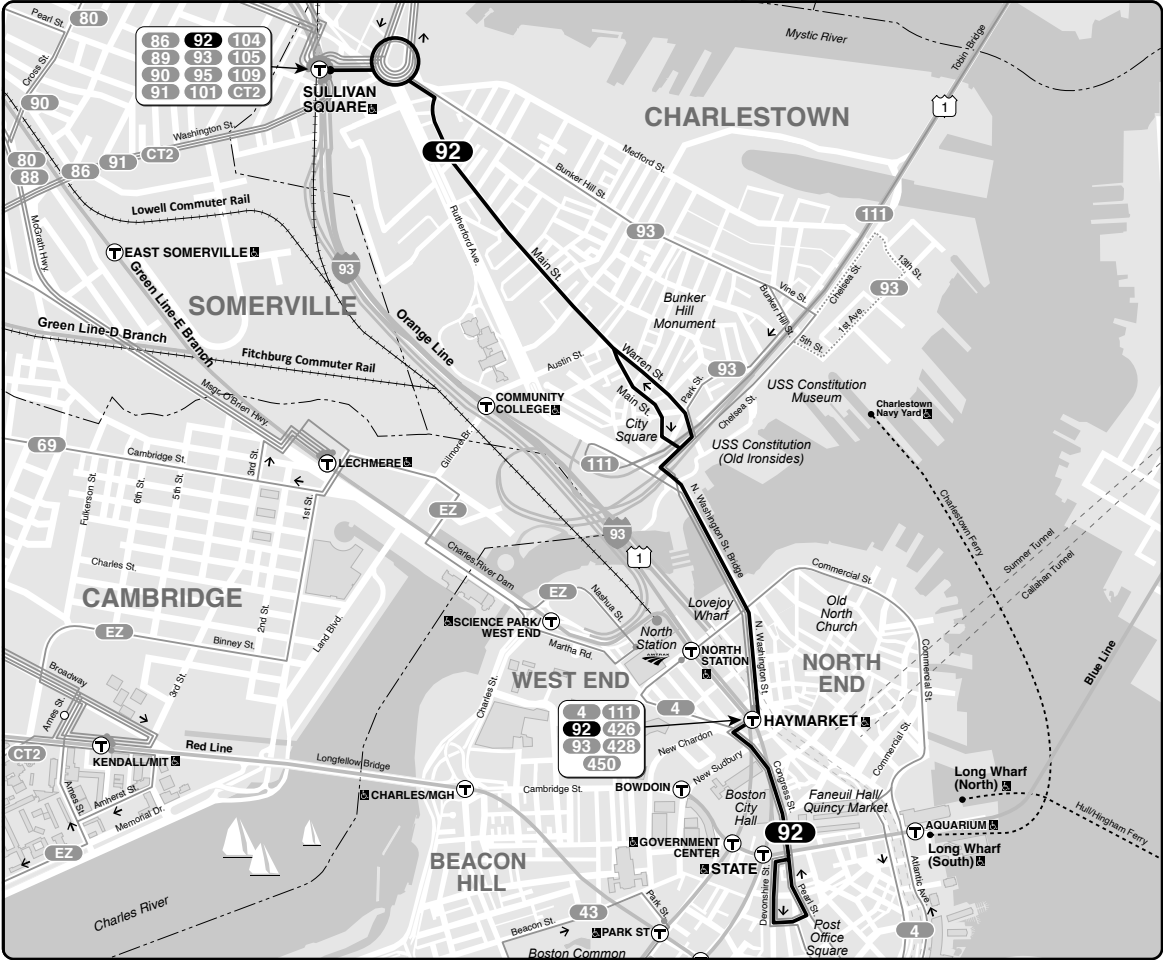 Pearl St.
80
86 92 104
89 93 105
90 95 109
91 101 CT2
SULLIVAN
SQUARE
Mystic River
Tobin Bridge
1
CHARLESTOWN
Cross St.
90
Washington St.
CT2
91
86
80
88
92
Medford St.
Bunker Hill St.
93
111
Lowell Commuter Rail
McGrath Hwy.
EAST SOMERVILLE
Rutherford Ave.
93
Main St.
13th St.
Chelsea St.
93
1st Ave.
5th St.
Vine St.
Bunker Hill St.
Bunker
Hill
Monument
SOMERVILLE
Green Line-E Branch
Green Line-D Branch
Orange Line
Fitchburg Commuter Rail
Austin St.
Warren St.
93
Park St.
Main St.
Chelsea St.
City
Square
USS Constitution
Museum
Charlestown
Navy Yard
USS Constitution
(Old Ironsides)
Msgr. O'Brien Hwy.
COMMUNITY
COLLEGE
Gilmore Br.
69
Cambridge St.
3rd St.
LECHMERE
111
Fulkerson St.
6th St.
5th St.
1st St.
EZ
N. Washington St. Bridge
Charlestown Ferry
Sumner Tunnel
Callahan Tunnel
93
1
Charles River Dam
Charles St.
CAMBRIDGE
EZ
Nashua St.
Commercial St.
EZ
2nd St.
Land Blvd.
Binney St.
SCIENCE PARK/
WEST END
Martha Rd.
North
Station
AMTRAK
Lovejoy
Wharf
NORTH
STATION
N. Washington St.
Old
North
Church
NORTH
END
Commercial St.
Blue Line
Broadway
3rd St.
Ames St.
Charles St.
WEST END
4
4 111
92 426
93 428
450
HAYMARKET
New Chardon
New Sudbury
Commercial St.
CT2
KENDALL/MIT
Red Line
Longfellow Bridge
Ames St.
Amherst St.
Memorial Dr.
EZ
CHARLES/MGH
Cambridge St.
BOWDOIN
Boston
City
Hall
Congress St.
Faneuil Hall/
Quincy Market
Long Wharf
(North)
Hull/Hingham Ferry
92
AQUARIUM
Long Wharf
(South)
GOVERNMENT
CENTER
STATE
BEACON
HILL
Devonshire St.
Pearl St.
Atlantic Ave.
Charles River
43
Park St.
Beacon St.
PARK ST
Boston Common
Post
Office
Square
4